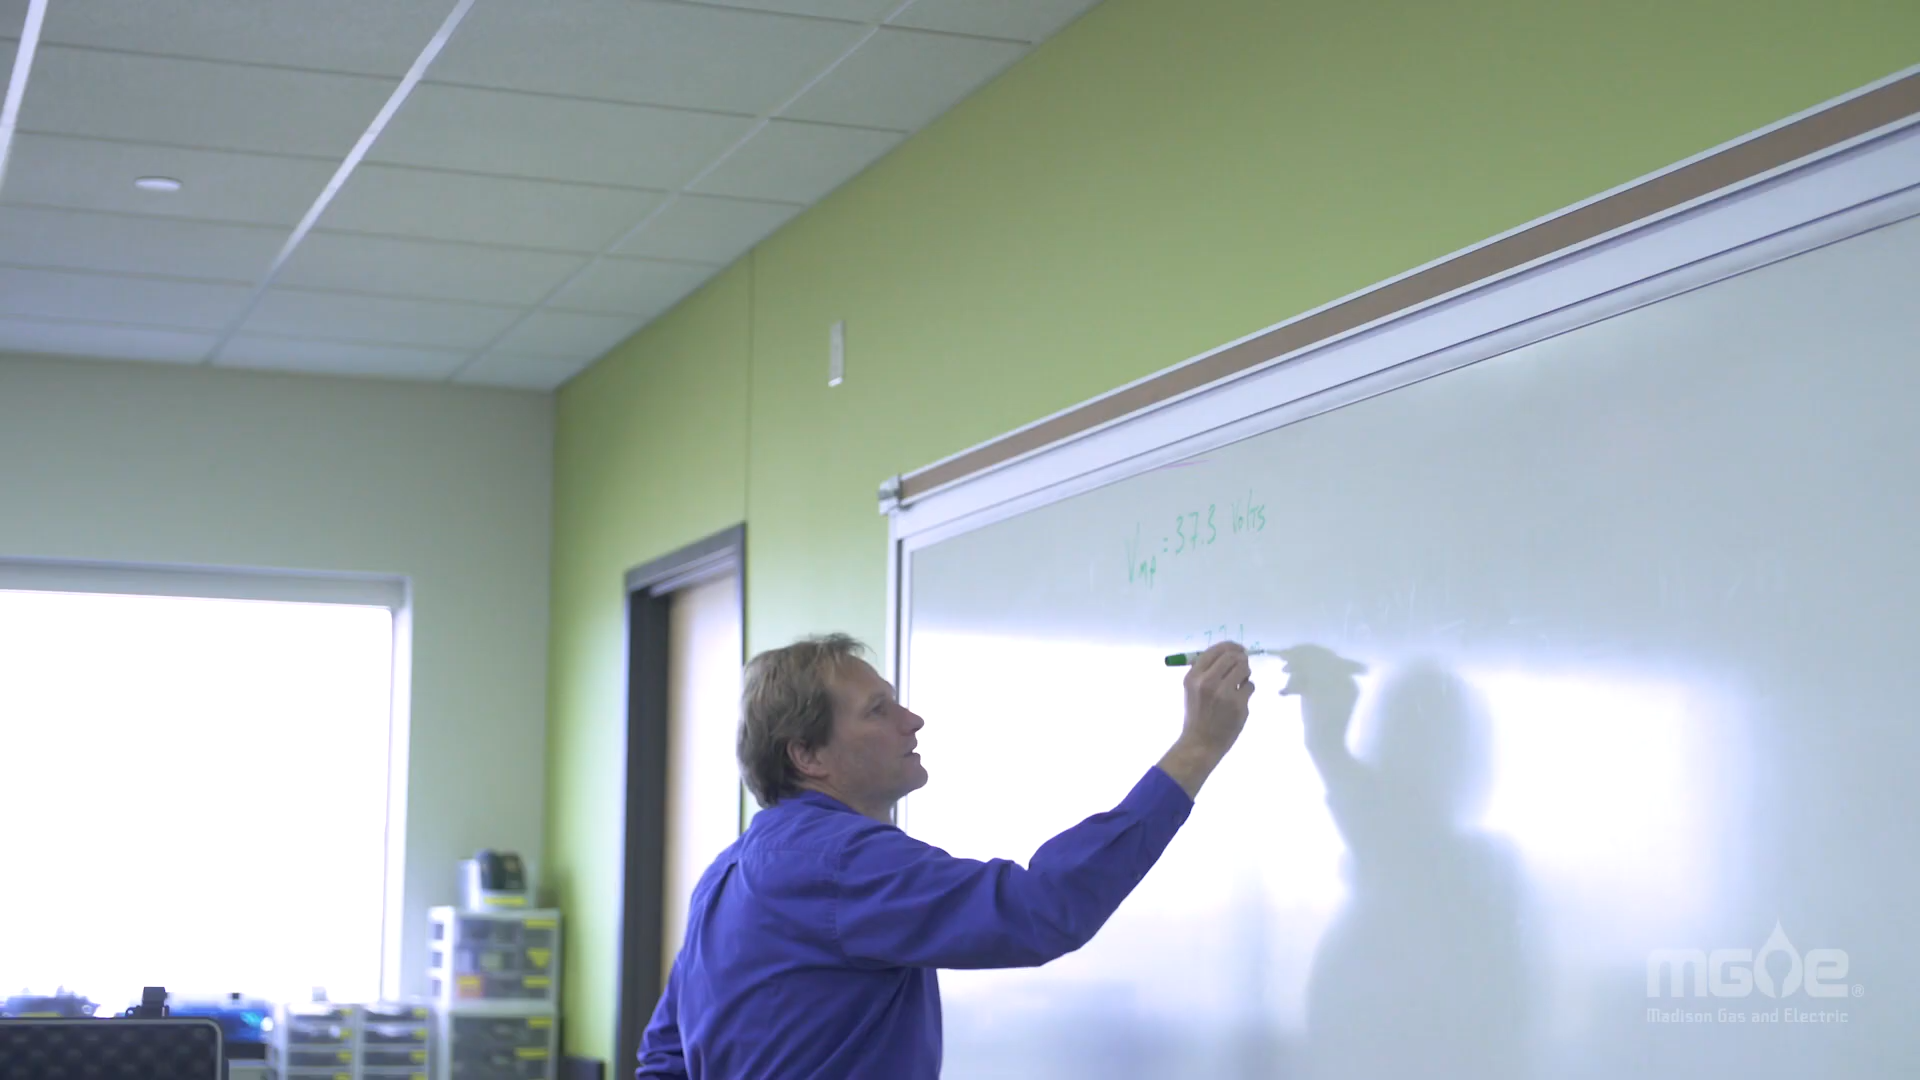 Vmp = 37.3 Volts
mge®
Madison Gas and Electric